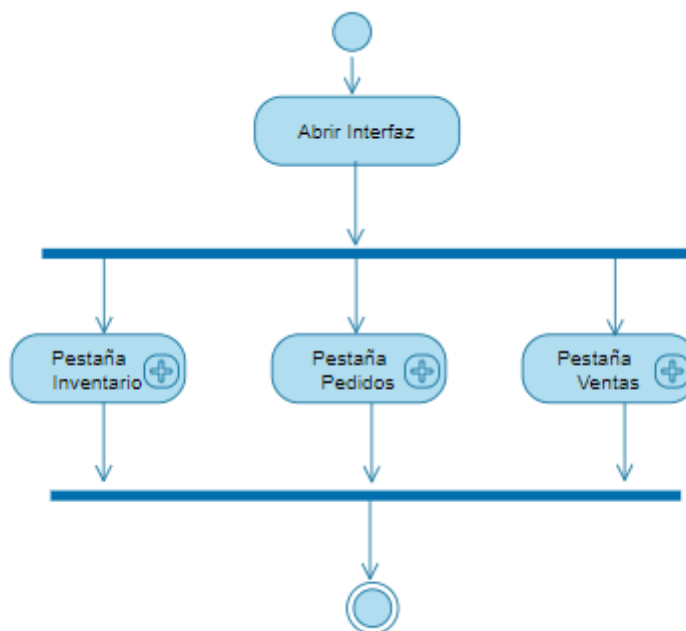 Abrir Interfaz
Pestaña
Inventario
Pestaña
Pedidos
Pestaña
Ventas